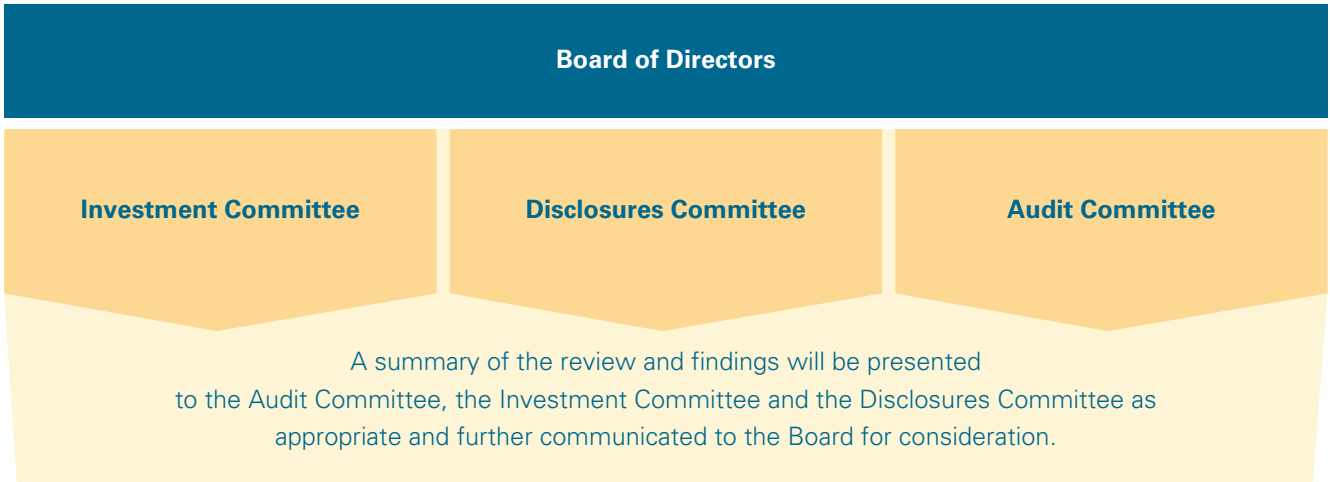 Board of Directors
Investment Committee
Disclosures Committee
Audit Committee
A summary of the review and findings will be presented
to the Audit Committee, the Investment Committee and the Disclosures Committee as
appropriate and further communicated to the Board for consideration.